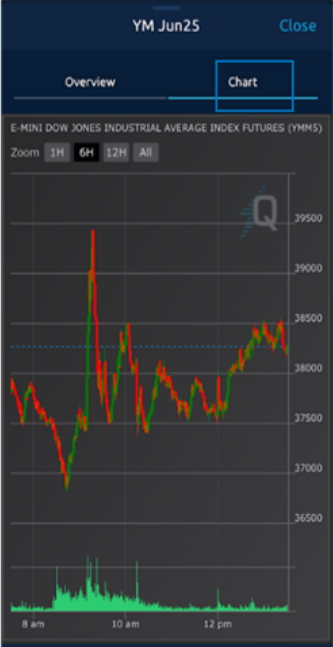 YM Jun25 Close
Overview Chart
E-MINI DOW JONES INDUSTRIAL AVERAGE INDEX FUTURES (YMM5)
Zoom 1H 6H 12H All
Q
39500
39000
38500
38000
37500
37000
36500
8 am 10 am 12 pm